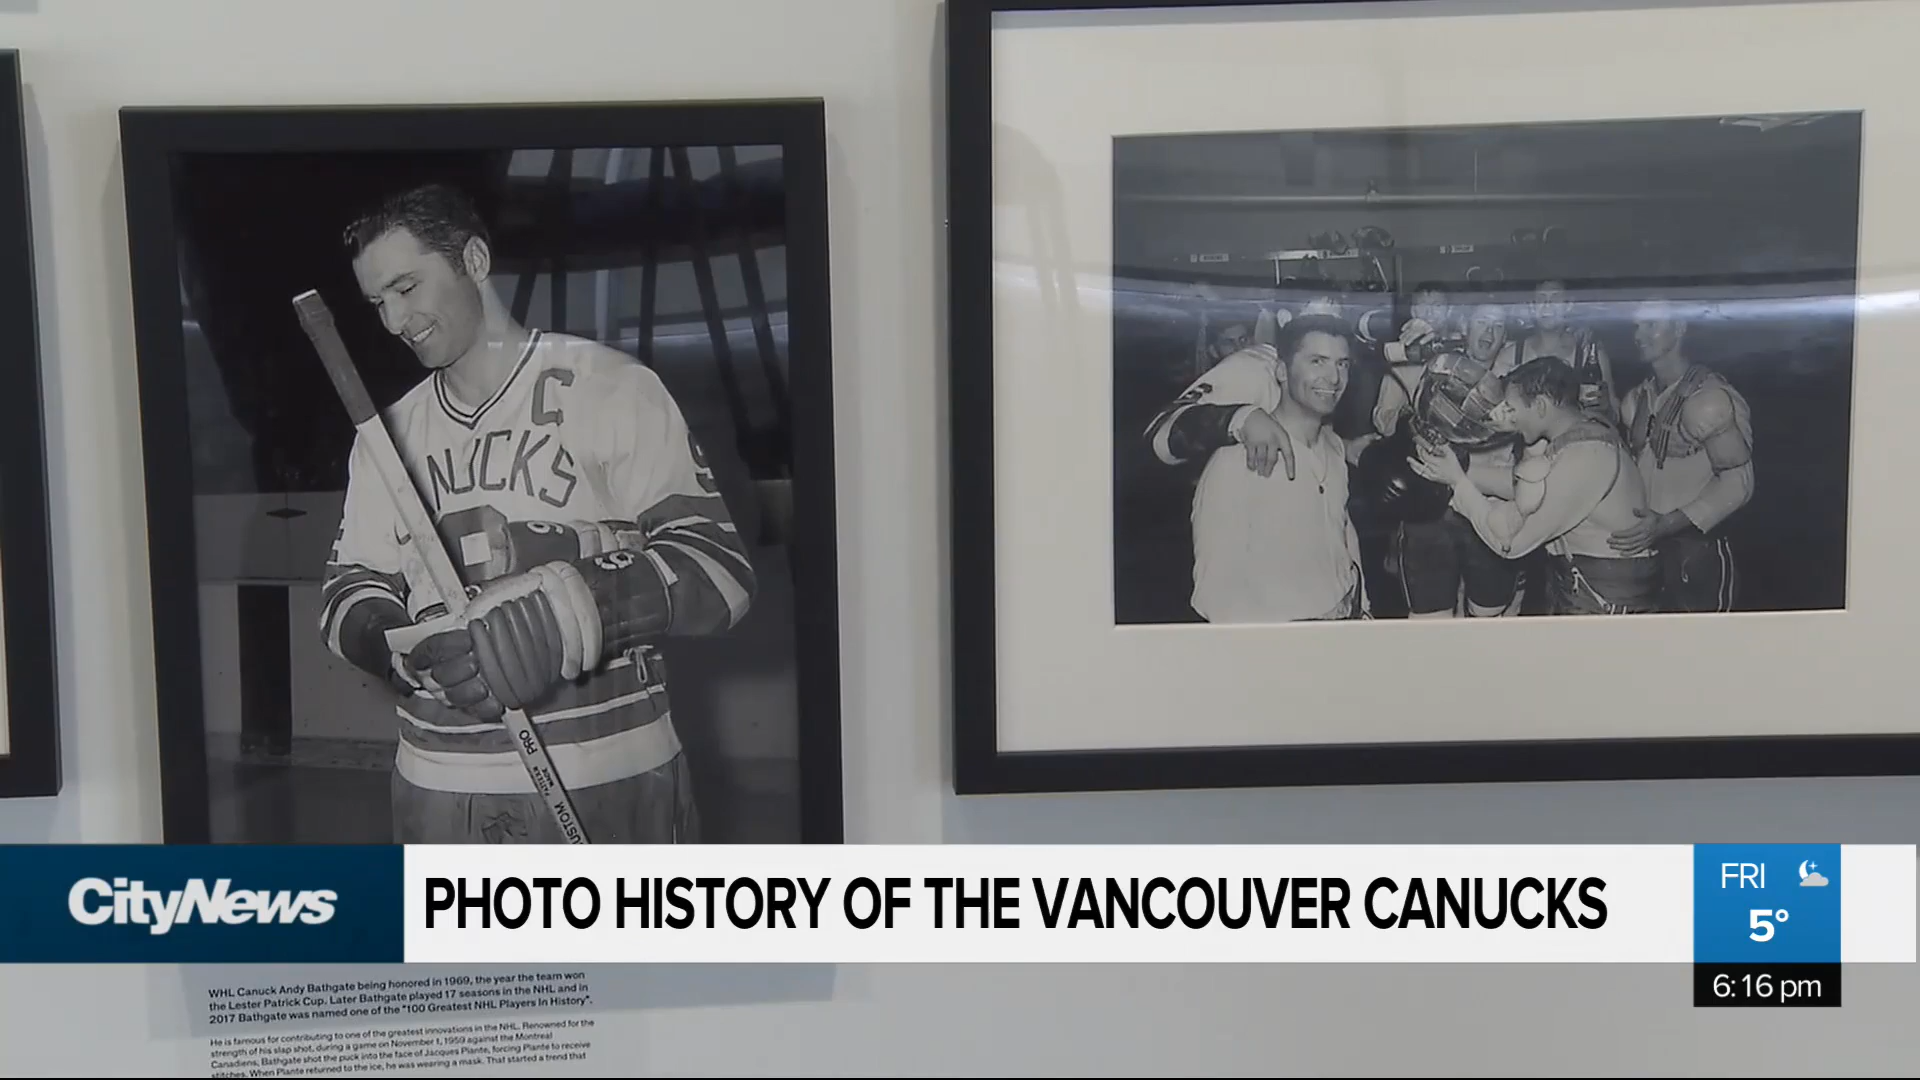 C
NUCKS
9
9
9
PRO
PATTERN
MADE
CUSTOM
CityNews
PHOTO HISTORY OF THE VANCOUVER CANUCKS
FRI
5°
6:16 pm
WHL Canuck Andy Bathgate being honored in 1969, the year the team won
the Lester Patrick Cup. Later Bathgate played 17 seasons in the NHL and in
2017 Bathgate was named one of the "100 Greatest NHL Players In History".
He is famous for contributing to one of the greatest innovations in the NHL. Renowned for the
strength of his slap shot, during a game on November 1, 1959 against the Montreal
Canadiens, Bathgate shot the puck into the face of Jacques Plante, forcing Plante to receive
stitches. When Plante returned to the ice, he was wearing a mask. That started a trend that